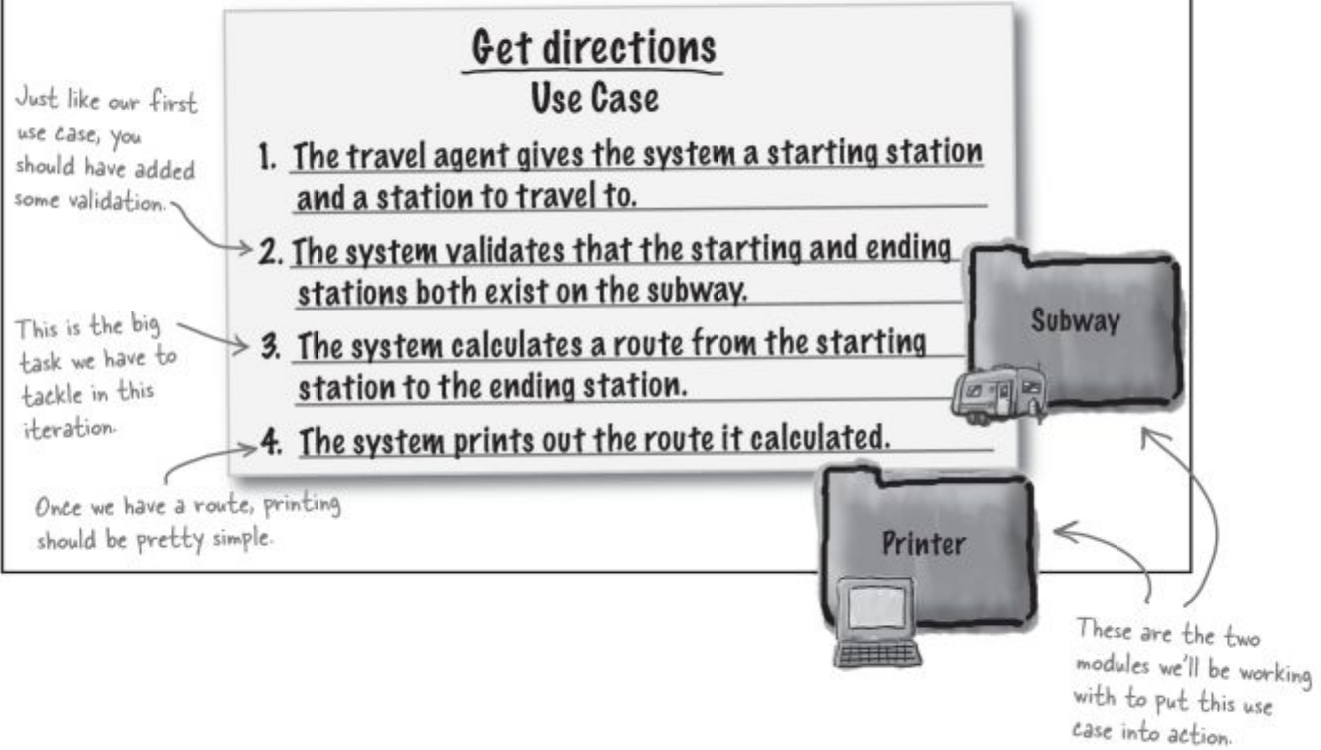 Get directions
Use Case
Just like our first
use case, you
should have added
some validation.
1. The travel agent gives the system a starting station
and a station to travel to.
2. The system validates that the starting and ending
stations both exist on the subway.
This is the big
task we have to
tackle in this
iteration.
3. The system calculates a route from the starting
station to the ending station.
4. The system prints out the route it calculated.
Once we have a route, printing
should be pretty simple.
Subway
Printer
These are the two
modules we'll be working
with to put this use
case into action.